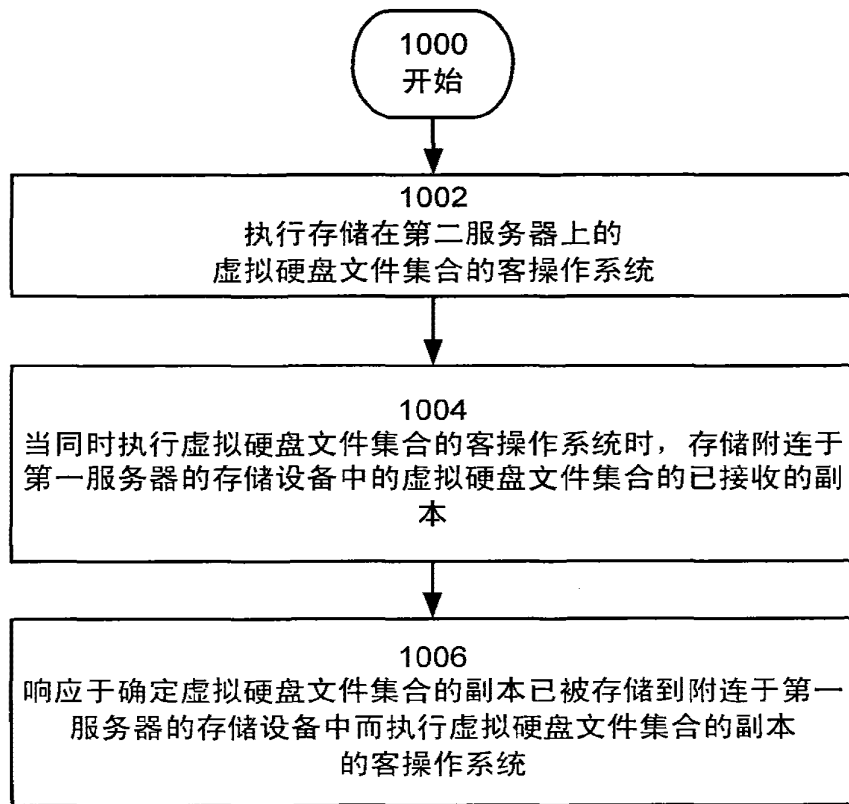 1000
开始
1002
执行存储在第二服务器上的
虚拟硬盘文件集合的客操作系统
1004
当同时执行虚拟硬盘文件集合的客操作系统时，存储附连于
第一服务器的存储设备中的虚拟硬盘文件集合的已接收的副
本
1006
响应于确定虚拟硬盘文件集合的副本已被存储到附连于第一
服务器的存储设备中而执行虚拟硬盘文件集合的副本
的客操作系统